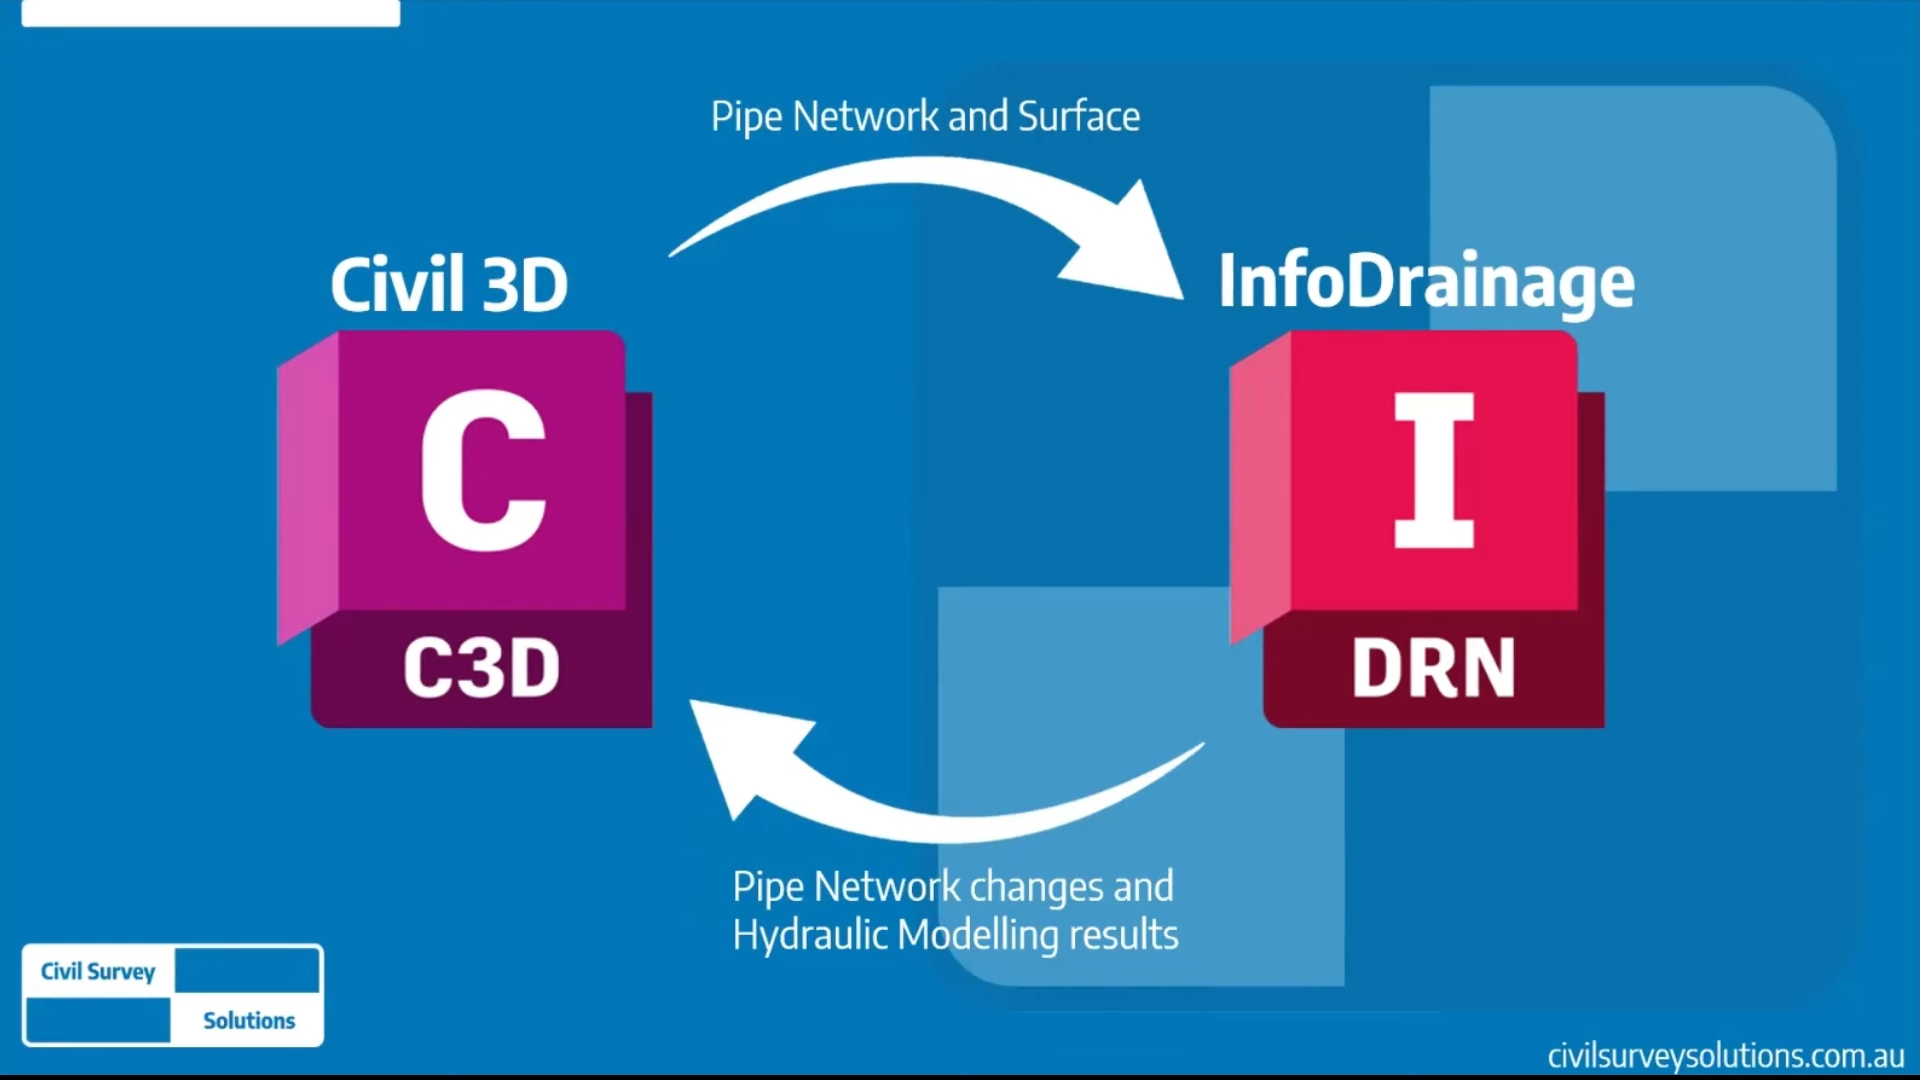 Pipe Network and Surface
Civil 3D
InfoDrainage
C
C3D
I
DRN
Pipe Network changes and
Hydraulic Modelling results
Civil Survey
Solutions
civilsurveysolutions.com.au